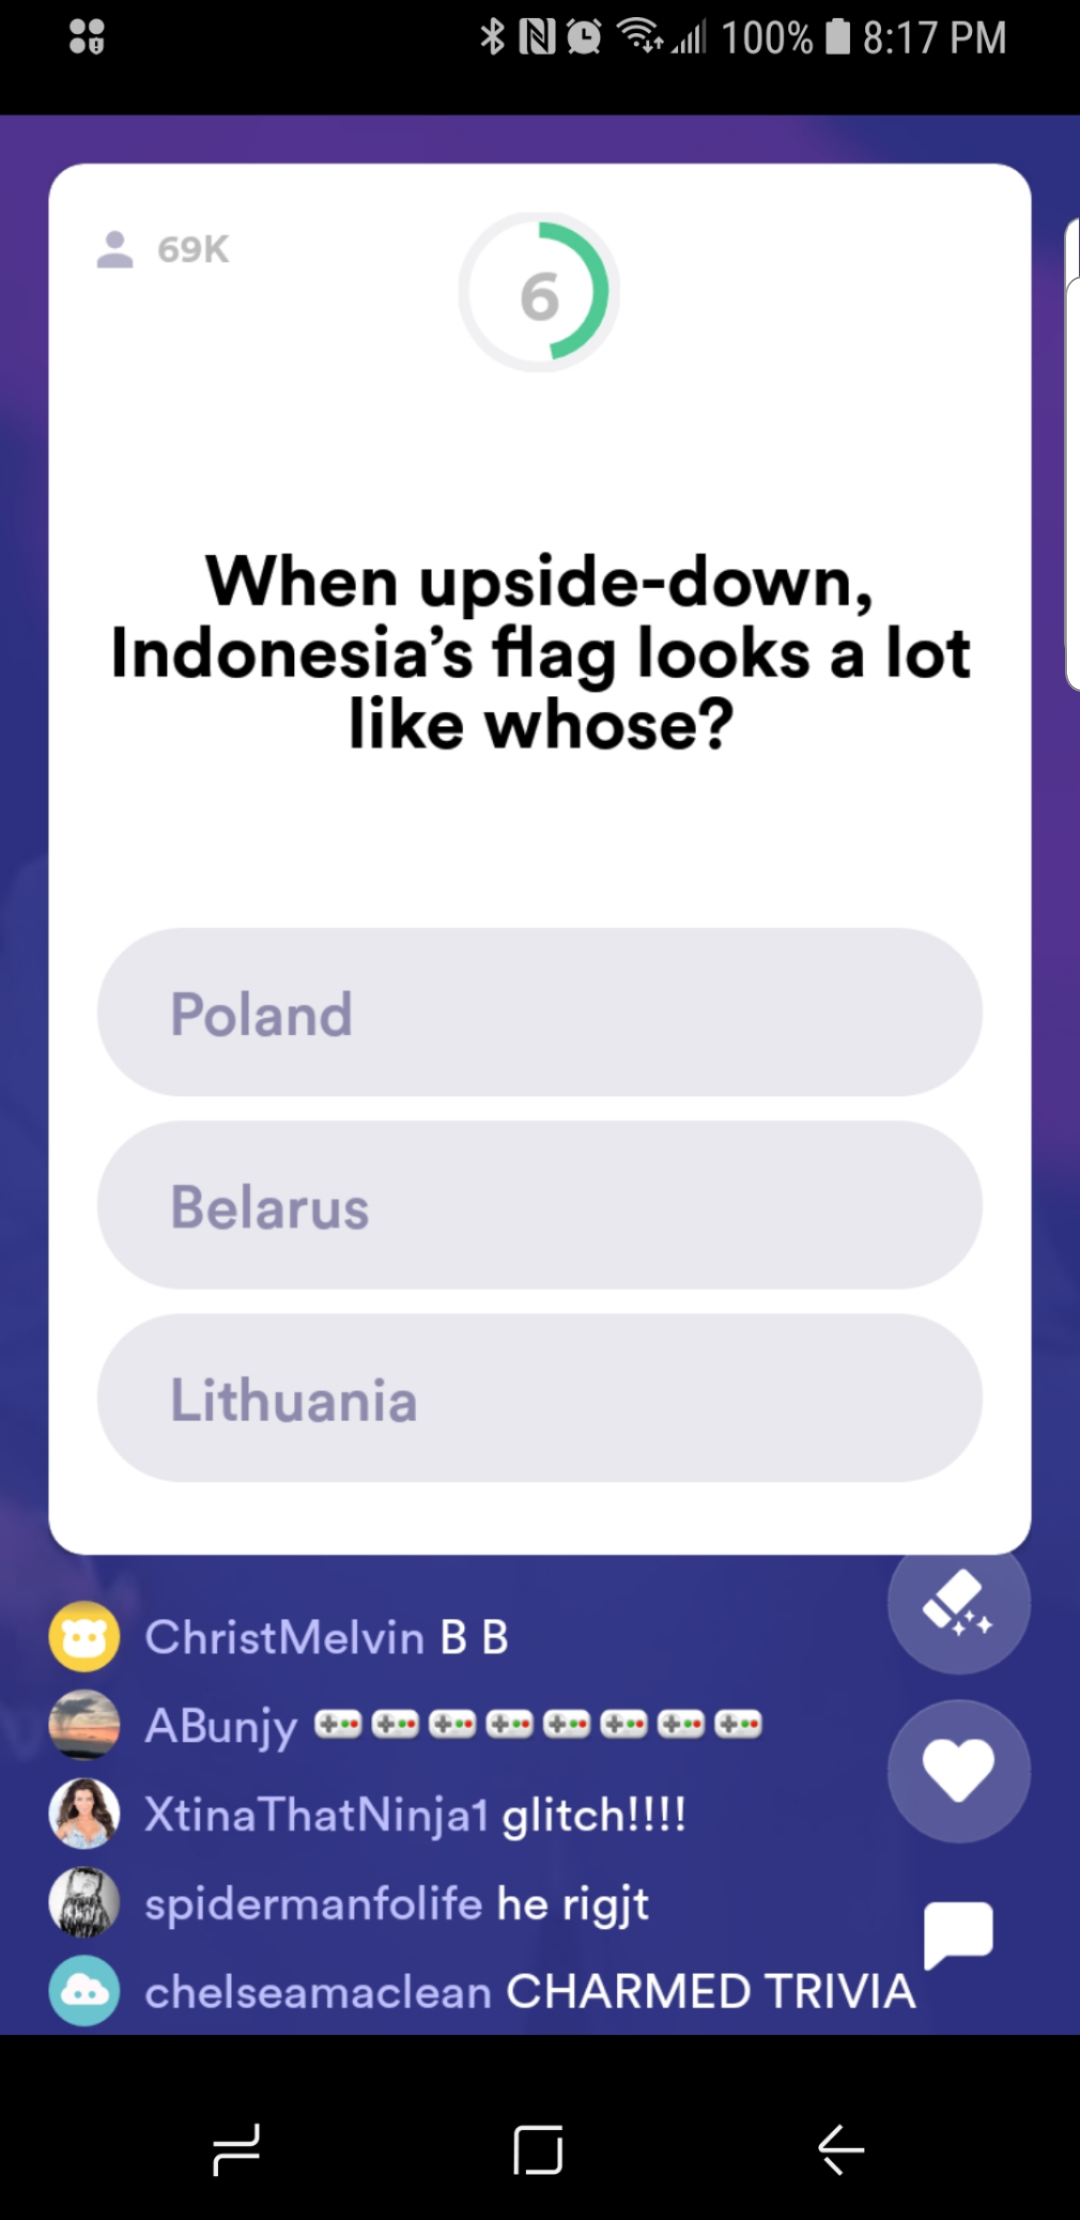 100% 8:17 PM
69K
6
When upside-down,
Indonesia’s flag looks a lot
like whose?
Poland
Belarus
Lithuania
ChristMelvin B B
ABunjy 🎮🎮🎮🎮🎮🎮🎮🎮
XtinaThatNinja1 glitch!!!!
spidermanfolife he rigjt
chelseamaclean CHARMED TRIVIA